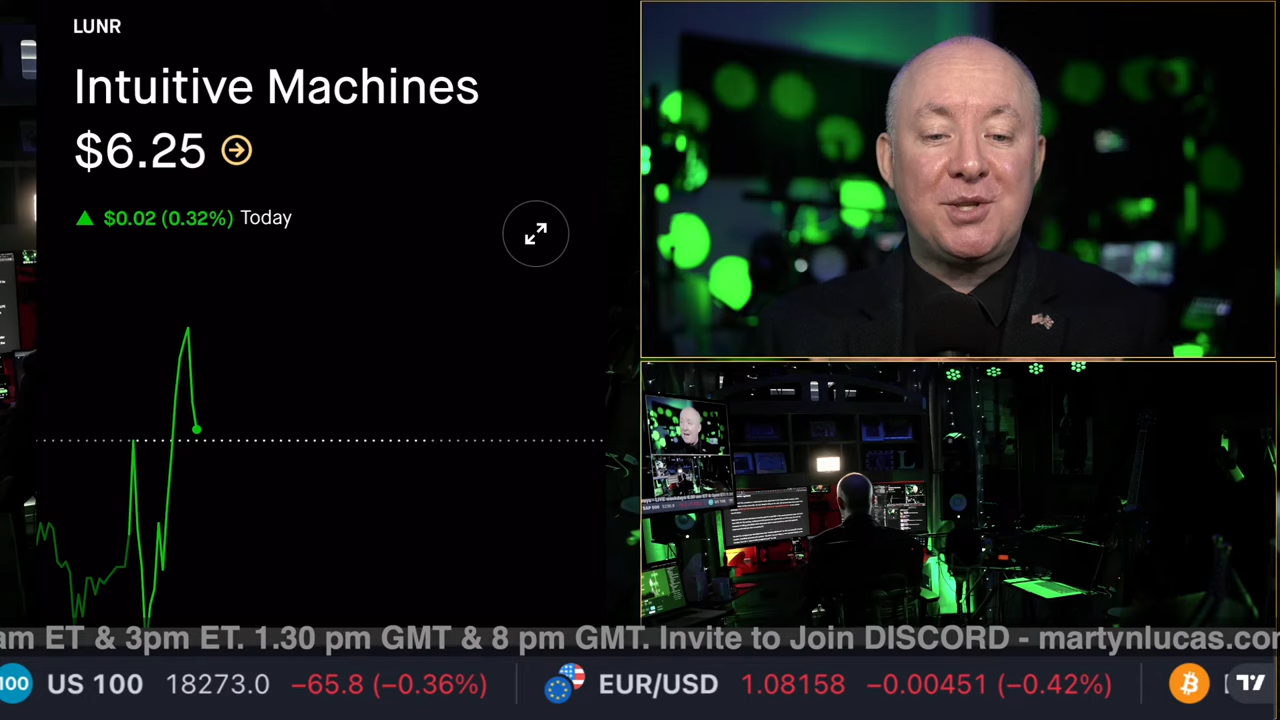 LUNR
Intuitive Machines
$6.25
$0.02 (0.32%) Today
am ET & 3pm ET. 1.30 pm GMT & 8 pm GMT. Invite to Join DISCORD - martynlucas.co
100 US 100 18273.0 −65.8 (−0.36%) EUR/USD 1.08158 −0.00451 (−0.42%)